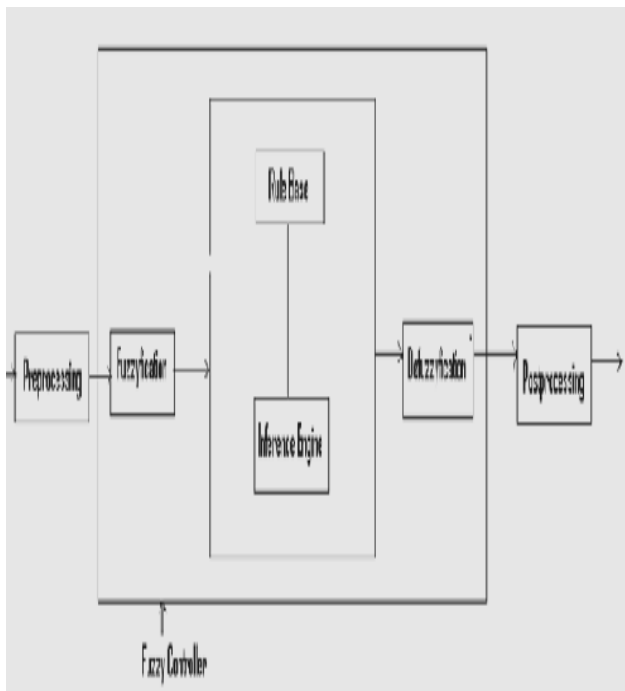 Rule Base
Preprocessing
Fuzzyfication
Defuzzyfication
Postprocessing
Inference Engine
Fuzzy Controller